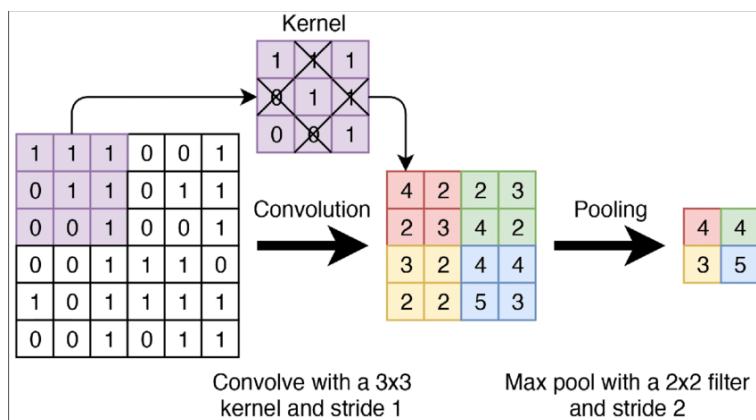 Kernel
1 1 1
0 1 1
0 0 1
1 1 1 0 0 1
0 1 1 0 1 1
0 0 1 0 0 1
0 0 1 1 1 0
1 0 1 1 1 1
0 0 1 0 1 1
Convolution
4 2 2 3
2 3 4 2
3 2 4 4
2 2 5 3
Pooling
4 4
3 5
Convolve with a 3x3
kernel and stride 1
Max pool with a 2x2 filter
and stride 2